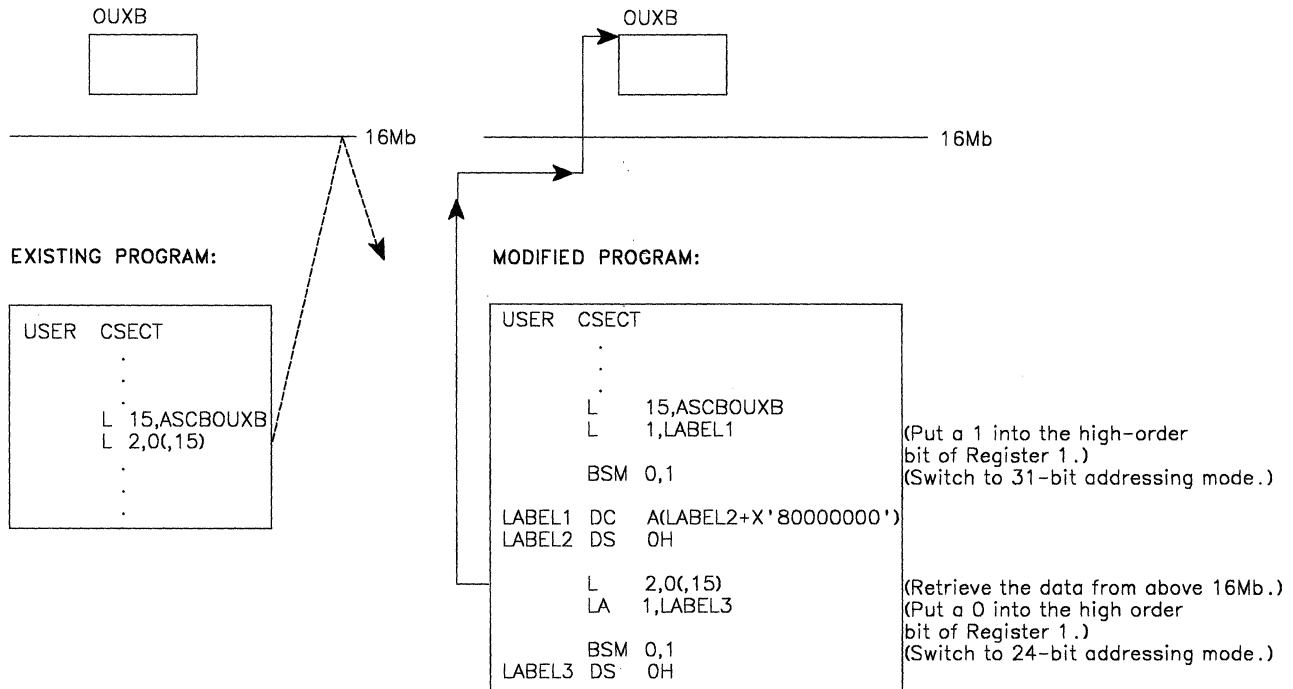 OUXB
16Mb
EXISTING PROGRAM:
USER CSECT
.
.
.
L 15,ASCBOUXB
L 2,0(,15)
.
.
.
OUXB
16Mb
MODIFIED PROGRAM:
USER CSECT
.
.
.
L 15,ASCBOUXB
L 1,LABEL1 (Put a 1 into the high-order
bit of Register 1.)
BSM 0,1 (Switch to 31-bit addressing mode.)
LABEL1 DC A(LABEL2+X'80000000')
LABEL2 DS 0H
L 2,0(,15) (Retrieve the data from above 16Mb.)
LA 1,LABEL3 (Put a 0 into the high order
bit of Register 1.)
BSM 0,1 (Switch to 24-bit addressing mode.)
LABEL3 DS 0H